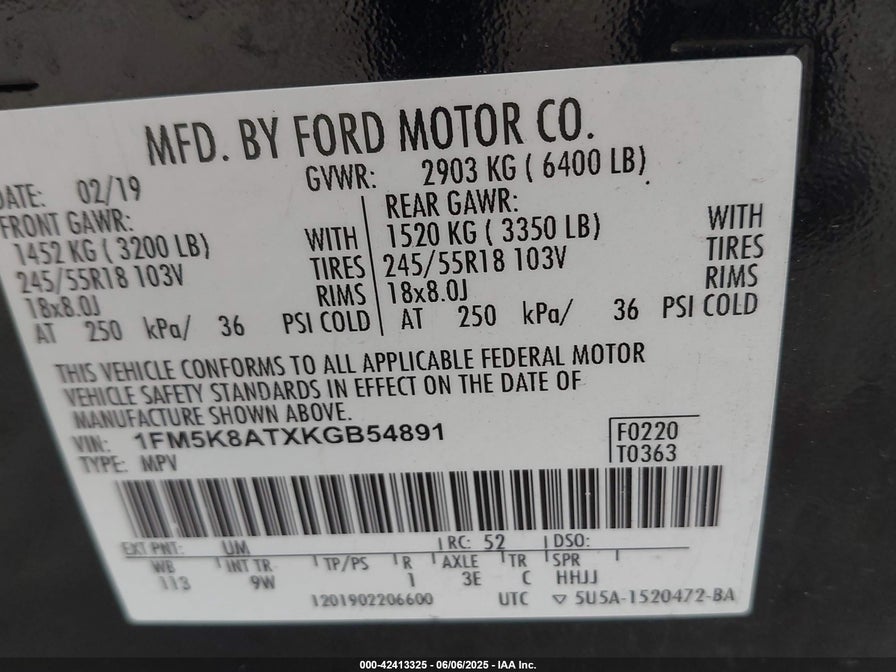 MFD. BY FORD MOTOR CO.
DATE: 02/19 GVWR: 2903 KG ( 6400 LB)
FRONT GAWR: REAR GAWR:
1452 KG ( 3200 LB) WITH 1520 KG ( 3350 LB) WITH
245/55R18 103V TIRES 245/55R18 103V TIRES
18x8.0J RIMS 18x8.0J RIMS
AT 250 kPa/ 36 PSI COLD AT 250 kPa/ 36 PSI COLD
THIS VEHICLE CONFORMS TO ALL APPLICABLE FEDERAL MOTOR
VEHICLE SAFETY STANDARDS IN EFFECT ON THE DATE OF
MANUFACTURE SHOWN ABOVE.
VIN: 1FM5K8ATXKGB54891 F0220
TYPE: MPV T0363
EXT PNT: UM RC: 52 DSO:
WB INT TR TP/PS R AXLE TR SPR
113 9W 1 3E C HHJJ
1201902206600 UTC ▽ 5U5A-1520472-BA
000-42413325 - 06/06/2025 - IAA Inc.